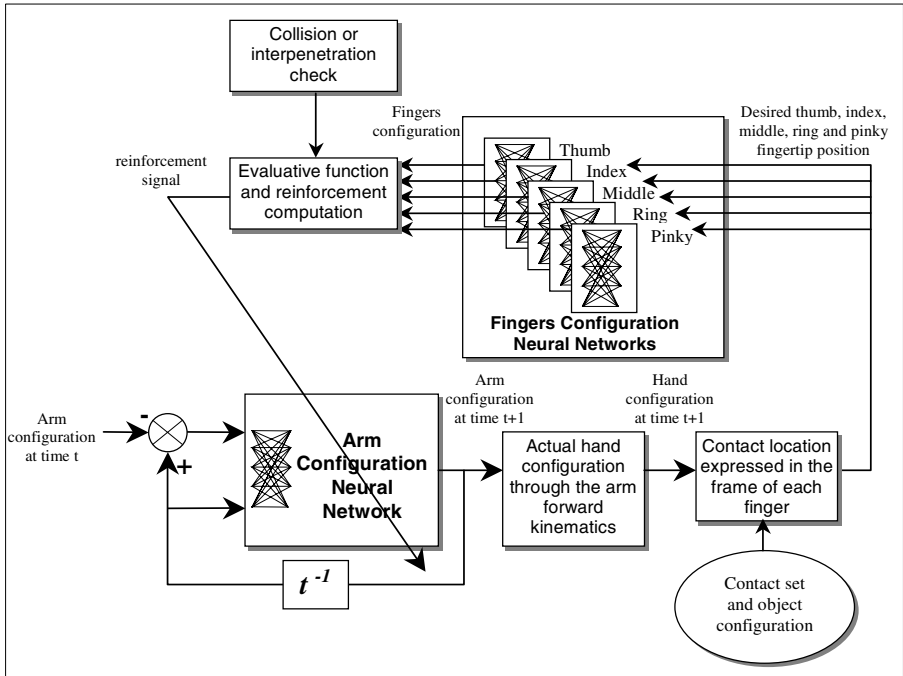 Collision or
interpenetration
check
Fingers
configuration
Desired thumb, index,
middle, ring and pinky
fingertip position
reinforcement
signal
Evaluative function
and reinforcement
computation
Thumb
Index
Middle
Ring
Pinky
Fingers Configuration
Neural Networks
Arm
configuration
at time t
-
+
Arm
Configuration
Neural
Network
Arm
configuration
at time t+1
Actual hand
configuration
through the arm
forward
kinematics
Hand
configuration
at time t+1
Contact location
expressed in the
frame of each
finger
t -1
Contact set
and object
configuration